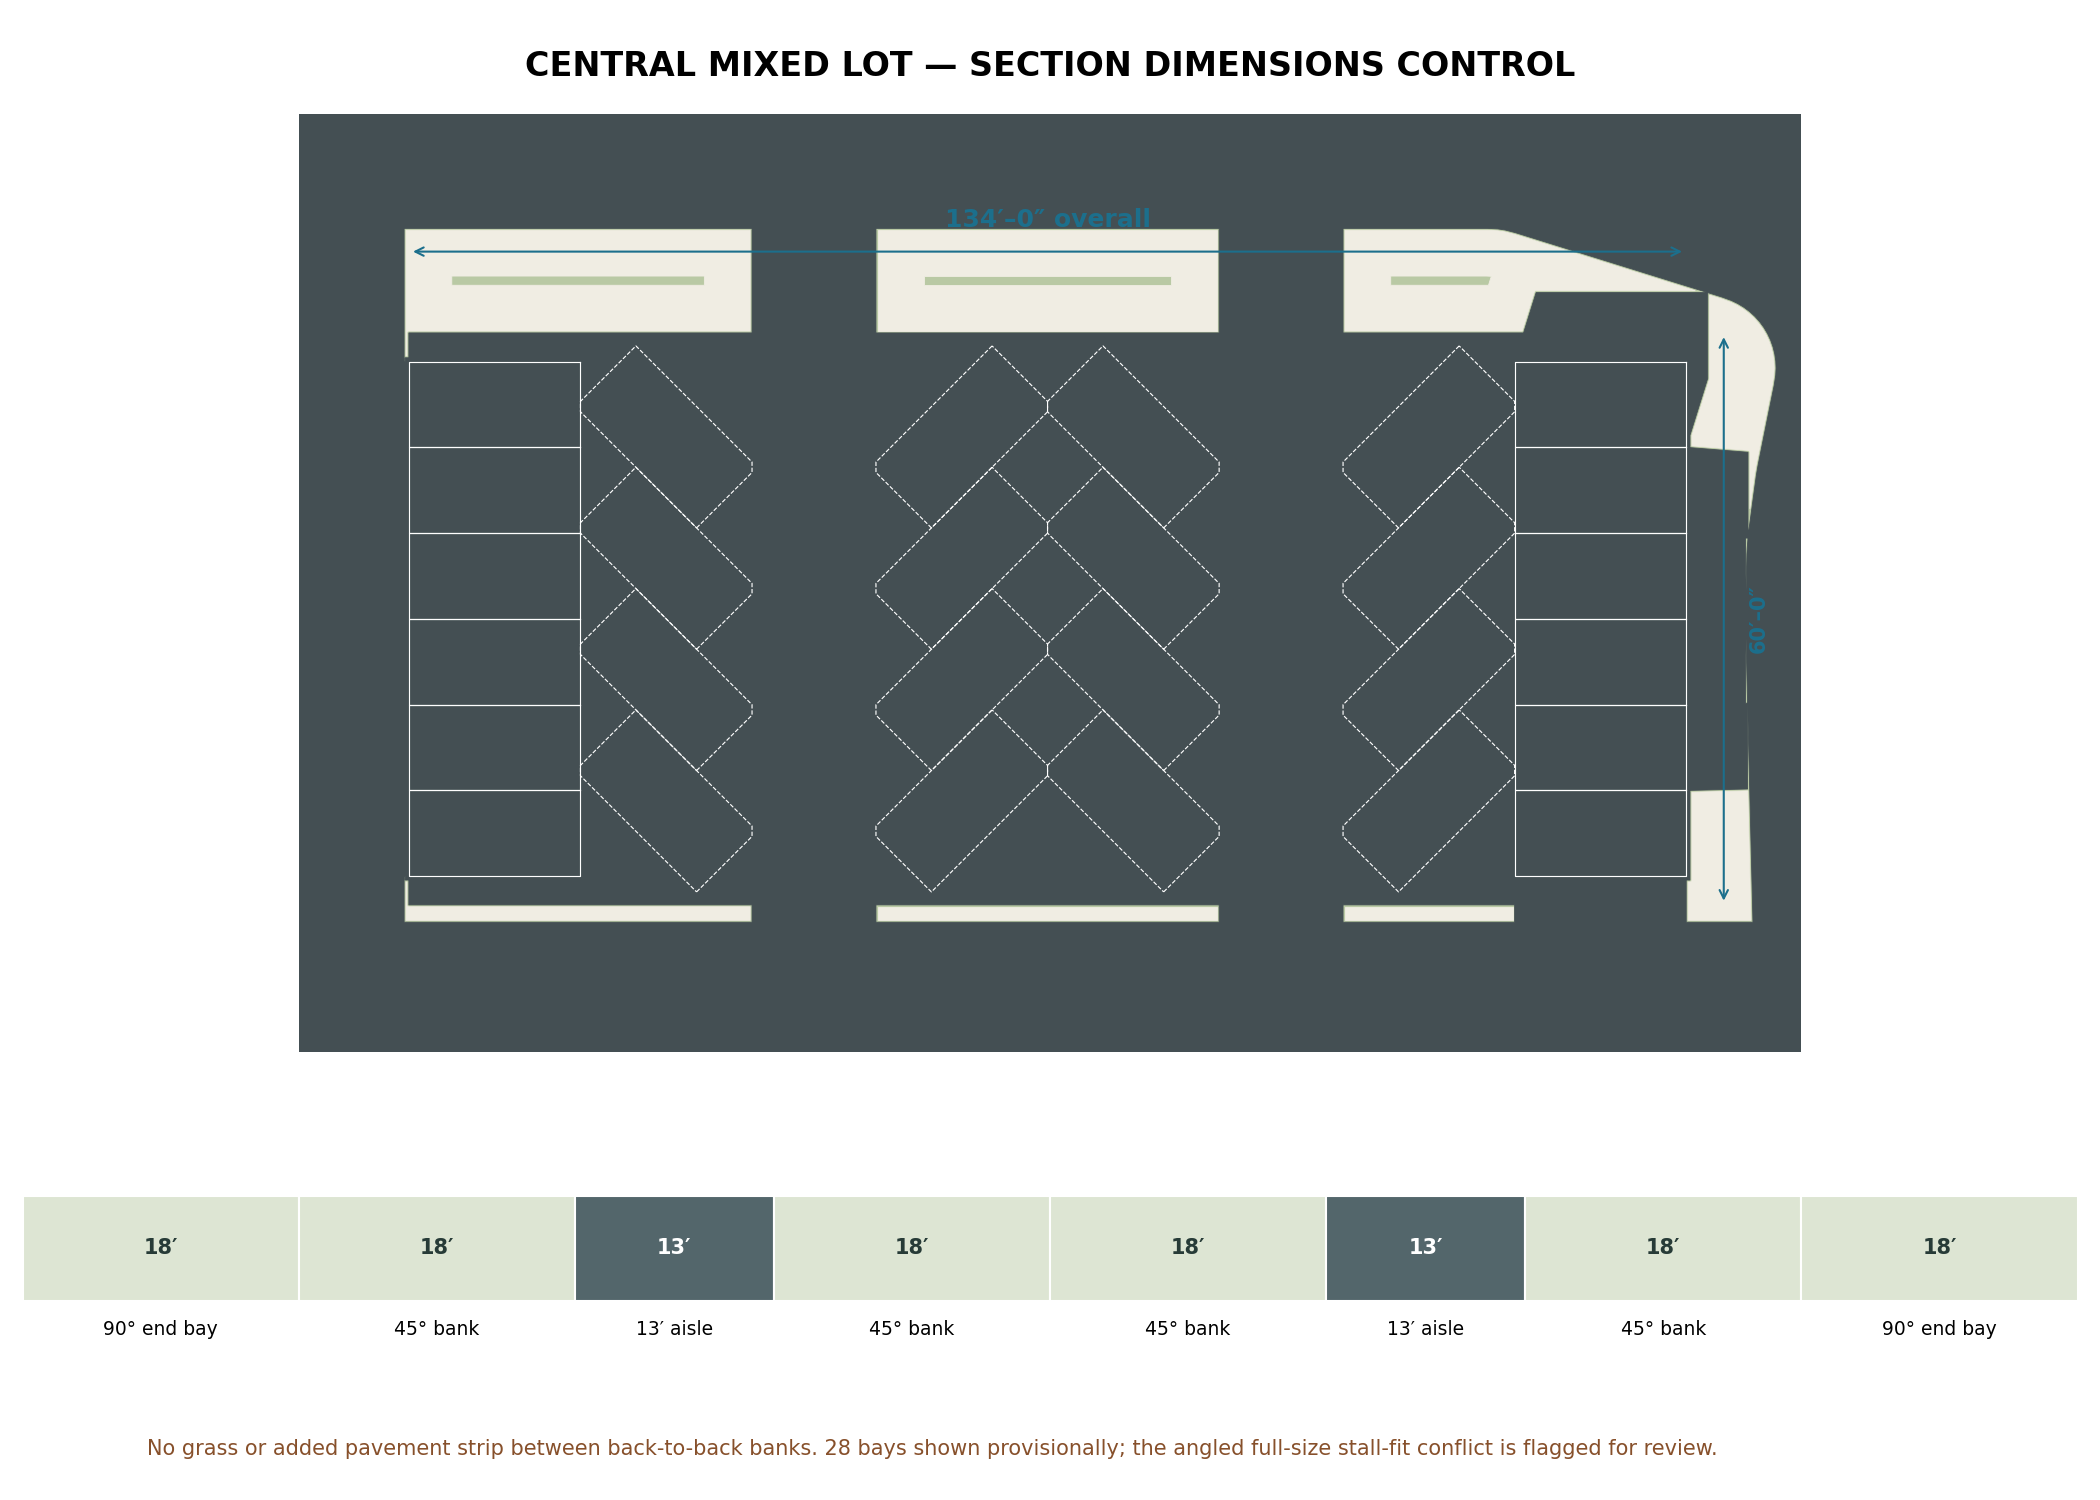 CENTRAL MIXED LOT — SECTION DIMENSIONS CONTROL
134′–0″ overall
60′–0″
18′ 18′ 13′ 18′ 18′ 13′ 18′ 18′
90° end bay 45° bank 13′ aisle 45° bank 45° bank 13′ aisle 45° bank 90° end bay
No grass or added pavement strip between back-to-back banks. 28 bays shown provisionally; the angled full-size stall-fit conflict is flagged for review.